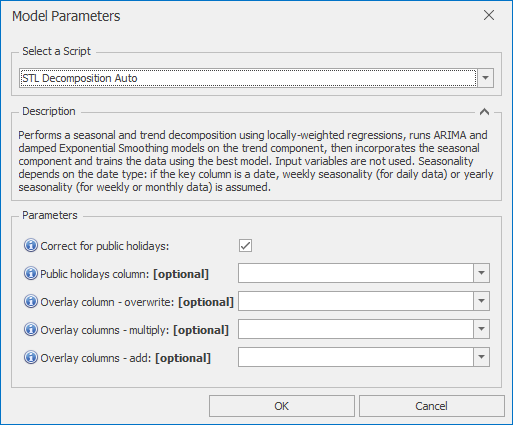 Model Parameters
Select a Script
STL Decomposition Auto
Description
Performs a seasonal and trend decomposition using locally-weighted regressions, runs ARIMA and
damped Exponential Smoothing models on the trend component, then incorporates the seasonal
component and trains the data using the best model. Input variables are not used. Seasonality
depends on the date type: if the key column is a date, weekly seasonality (for daily data) or yearly
seasonality (for weekly or monthly data) is assumed.
Parameters
Correct for public holidays:
Public holidays column: [optional]
Overlay column - overwrite: [optional]
Overlay columns - multiply: [optional]
Overlay columns - add: [optional]
OK Cancel